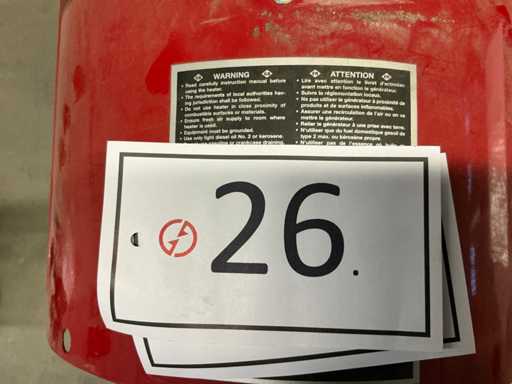 WARNING
• Read carefully instruction manual before
using the heater.
• The requirements of local authorities hav-
ing jurisdiction shall be followed.
• Do not use heater in close proximity of
combustible surfaces or materials.
• Ensure fresh air supply to room where
heater is used.
• Equipment must be grounded.
• Use only light diesel oil No. 2 or kerosene.
ATTENTION
• Lire avec attention le livret d'entretien
avant mettre en fonction le générateur.
• Suivre la réglementation locaux.
• Ne pas utiliser le générateur à proximité de
produits et de surfaces inflammables.
• Assurer une recirculation de l'air où on va
mettre le générateur.
• Relier le générateur à une prise avec terre.
• N'utiliser que du fuel domestique gasoil de
type 2 max. ou kérosène propre.
26.